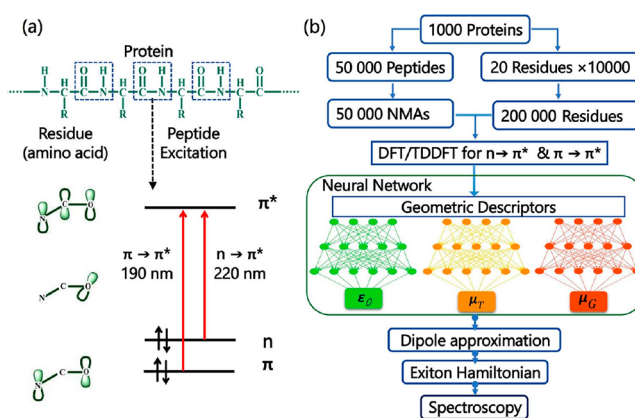 (a)
Protein
H O H H O H H O H H O
N C C N C C N C C N C C
H R R R R
Residue
(amino acid)
Peptide
Excitation
N C O
π*
π → π*
190 nm
n → π*
220 nm
N C O
n
π
N C O
(b)
1000 Proteins
50 000 Peptides
20 Residues ×10000
50 000 NMAs
200 000 Residues
DFT/TDDFT for n→ π* & π → π*
Neural Network
Geometric Descriptors
ε₀
μT
μG
Dipole approximation
Exiton Hamiltonian
Spectroscopy